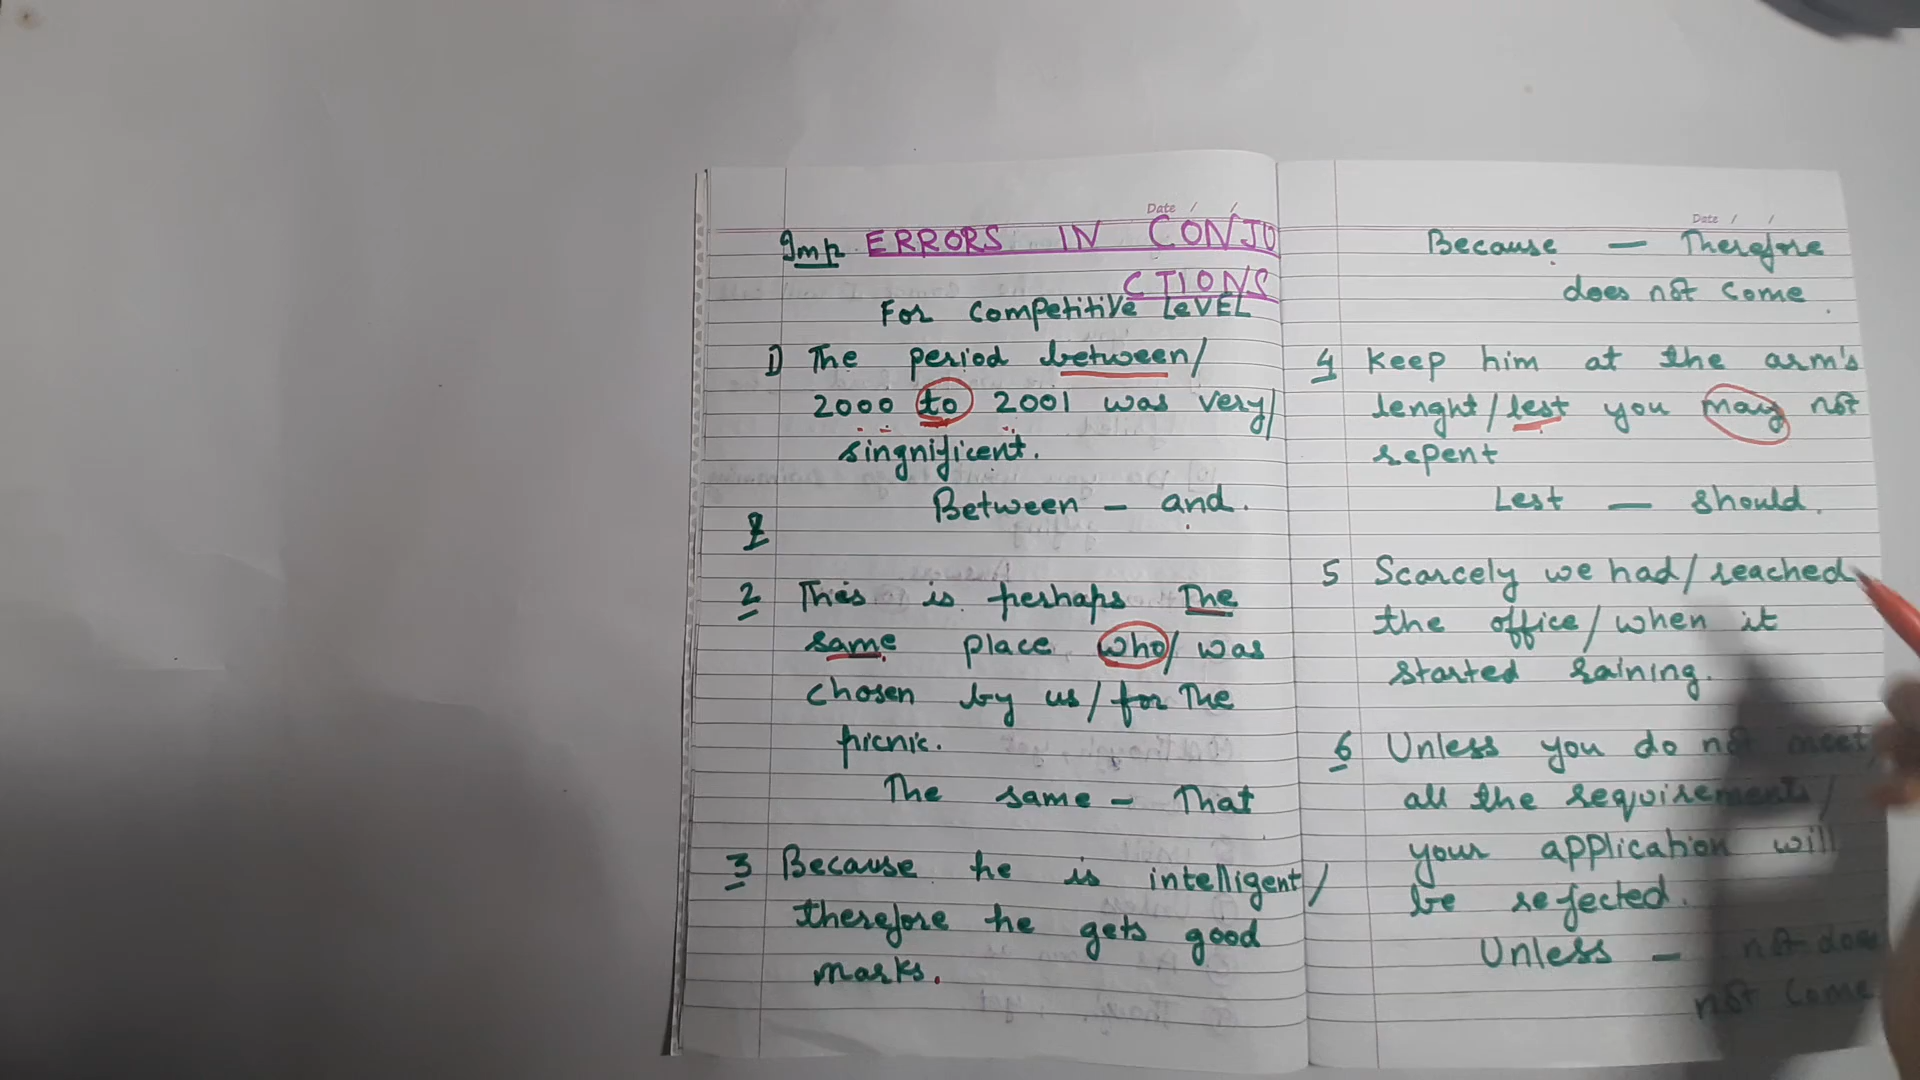 Date / /
Imp ERRORS IN CONJU
CTIONS
For Competitive LeVEL
1) The period between/
2000 to 2001 was very/
singnificent.
Between - and.
2
2 This is perhaps The
same place who/ was
chosen by us/ for The
picnic.
The same - That
3 Because he is intelligent/
therefore he gets good
marks.
Date / /
Because - Therefore
does not come.
4 Keep him at the arm's
lenght/lest you may not
repent
Lest - should.
5 Scarcely we had/ reached
the office/ when it
started raining.
6 Unless you do not meet/
all the requirements/
your application will
be rejected.
Unless - not does
not come